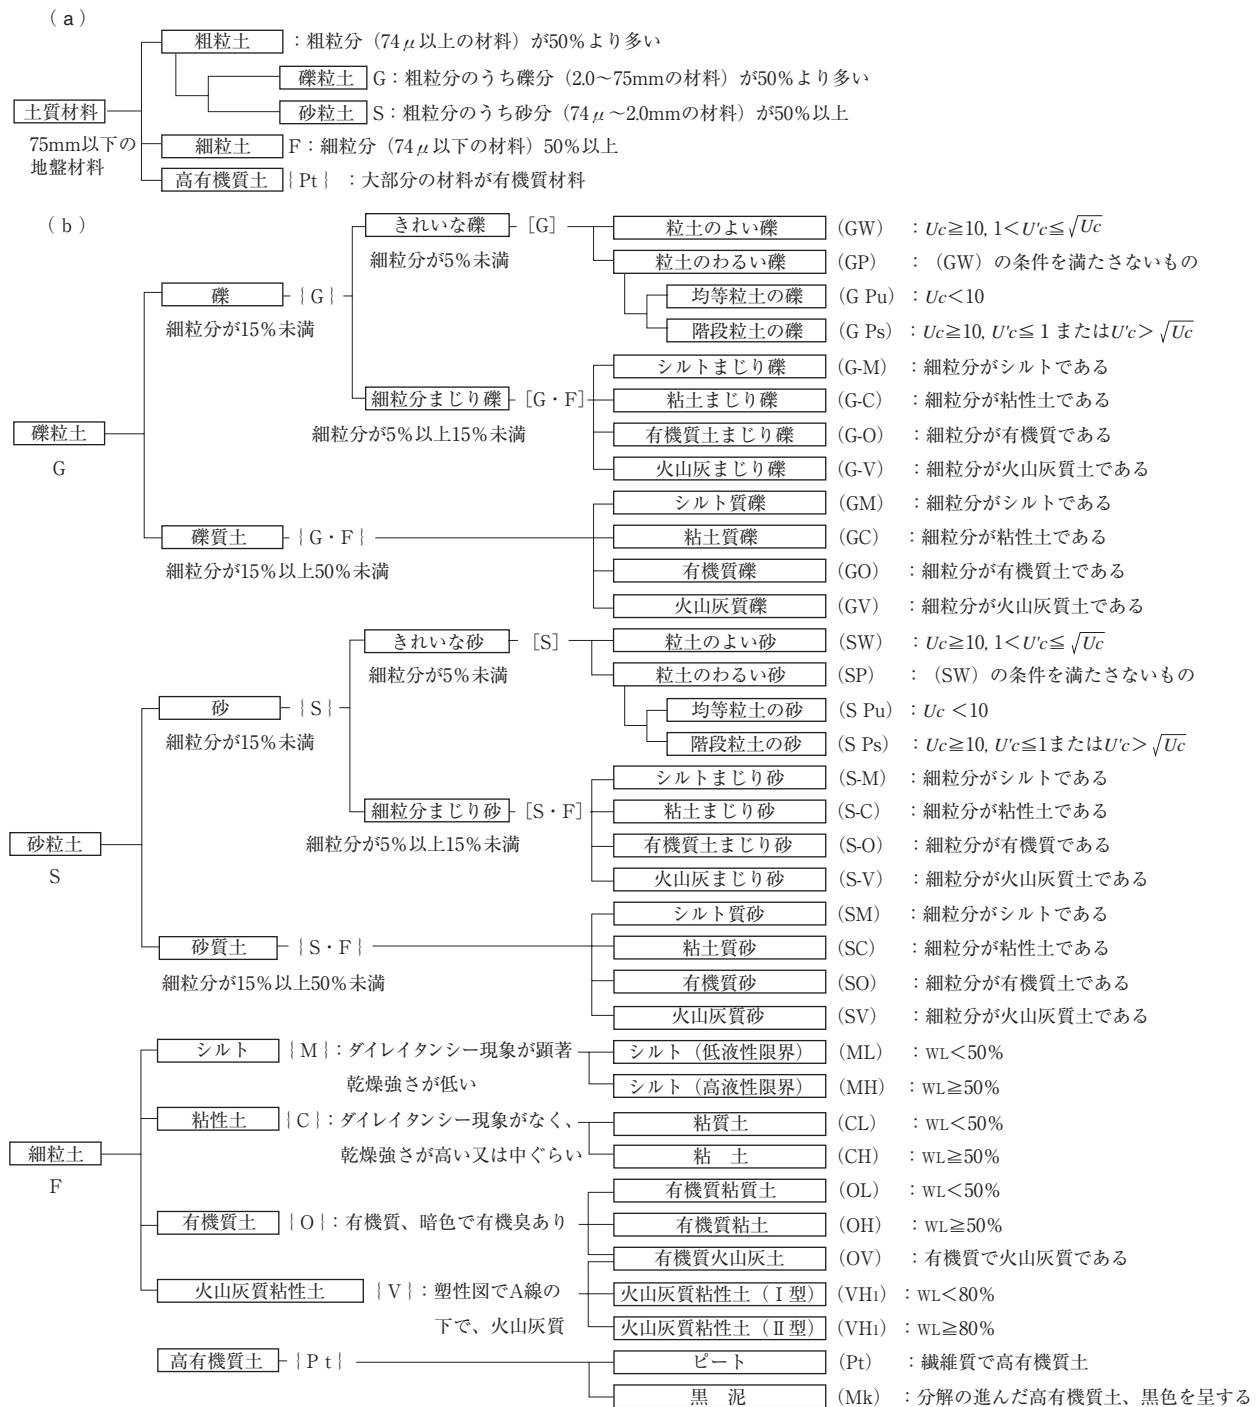 (a)
粗粒土 ：粗粒分（74μ以上の材料）が50%より多い
礫粒土 G：粗粒分のうち礫分（2.0〜75mmの材料）が50%より多い
土質材料 砂粒土 S：粗粒分のうち砂分（74μ〜2.0mmの材料）が50%以上
75mm以下の 細粒土 F：細粒分（74μ以下の材料）50%以上
地盤材料 高有機質土 {Pt} ：大部分の材料が有機質材料
(b)
きれいな礫 [G] 粒土のよい礫 (GW) ：Uc≧10, 1＜U'c≦√Uc
細粒分が5%未満 粒土のわるい礫 (GP) ：（GW）の条件を満たさないもの
礫 {G} 均等粒土の礫 (G Pu) ：Uc＜10
細粒分が15%未満 階段粒土の礫 (G Ps) ：Uc≧10, U'c≦1 またはU'c＞√Uc
シルトまじり礫 (G-M) ：細粒分がシルトである
細粒分まじり礫 [G・F] 粘土まじり礫 (G-C) ：細粒分が粘性土である
礫粒土 細粒分が5%以上15%未満 有機質土まじり礫 (G-O) ：細粒分が有機質である
G 火山灰まじり礫 (G-V) ：細粒分が火山灰質土である
シルト質礫 (GM) ：細粒分がシルトである
礫質土 {G・F} 粘土質礫 (GC) ：細粒分が粘性土である
細粒分が15%以上50%未満 有機質礫 (GO) ：細粒分が有機質土である
火山灰質礫 (GV) ：細粒分が火山灰質土である
きれいな砂 [S] 粒土のよい砂 (SW) ：Uc≧10, 1＜U'c≦√Uc
細粒分が5%未満 粒土のわるい砂 (SP) ：（SW）の条件を満たさないもの
砂 {S} 均等粒土の砂 (S Pu) ：Uc ＜10
細粒分が15%未満 階段粒土の砂 (S Ps) ：Uc≧10, U'c≦1またはU'c＞√Uc
シルトまじり砂 (S-M) ：細粒分がシルトである
細粒分まじり砂 [S・F] 粘土まじり砂 (S-C) ：細粒分が粘性土である
砂粒土 細粒分が5%以上15%未満 有機質土まじり砂 (S-O) ：細粒分が有機質である
S 火山灰まじり砂 (S-V) ：細粒分が火山灰質土である
シルト質砂 (SM) ：細粒分がシルトである
砂質土 {S・F} 粘土質砂 (SC) ：細粒分が粘性土である
細粒分が15%以上50%未満 有機質砂 (SO) ：細粒分が有機質土である
火山灰質砂 (SV) ：細粒分が火山灰質土である
シルト {M}：ダイレイタンシー現象が顕著 シルト（低液性限界） (ML) ：WL＜50%
乾燥強さが低い シルト（高液性限界） (MH) ：WL≧50%
粘性土 {C}：ダイレイタンシー現象がなく、 粘質土 (CL) ：WL＜50%
細粒土 乾燥強さが高い又は中ぐらい 粘 土 (CH) ：WL≧50%
F 有機質粘質土 (OL) ：WL＜50%
有機質土 {O}：有機質、暗色で有機臭あり 有機質粘土 (OH) ：WL≧50%
有機質火山灰土 (OV) ：有機質で火山灰質である
火山灰質粘性土 {V}：塑性図でA線の 火山灰質粘性土（Ⅰ型） (VH1) ：WL＜80%
下で、火山灰質 火山灰質粘性土（Ⅱ型） (VH1) ：WL≧80%
高有機質土 {Pt} ピート (Pt) ：繊維質で高有機質土
黒 泥 (Mk) ：分解の進んだ高有機質土、黒色を呈する